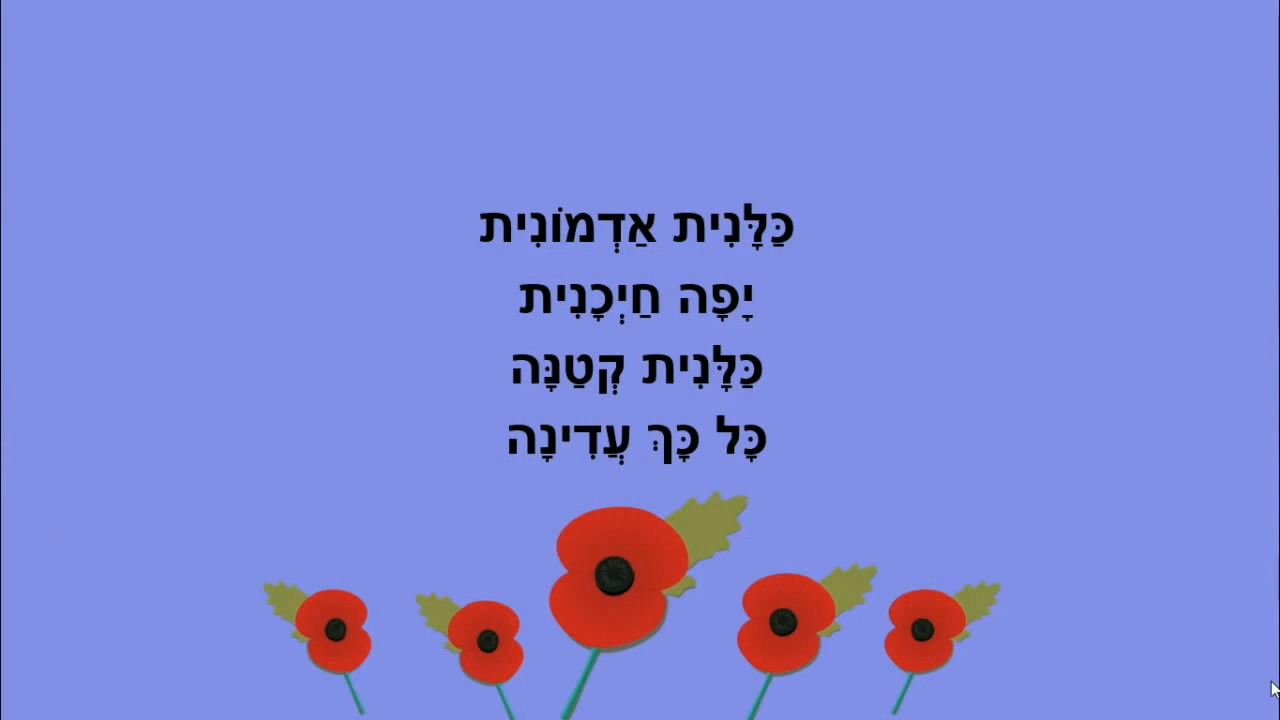 כַּלָּנִית אַדְמוֹנִית
יָפָה חַיְכָנִית
כַּלָּנִית קְטַנָּה
כָּל כָּךְ עֲדִינָה